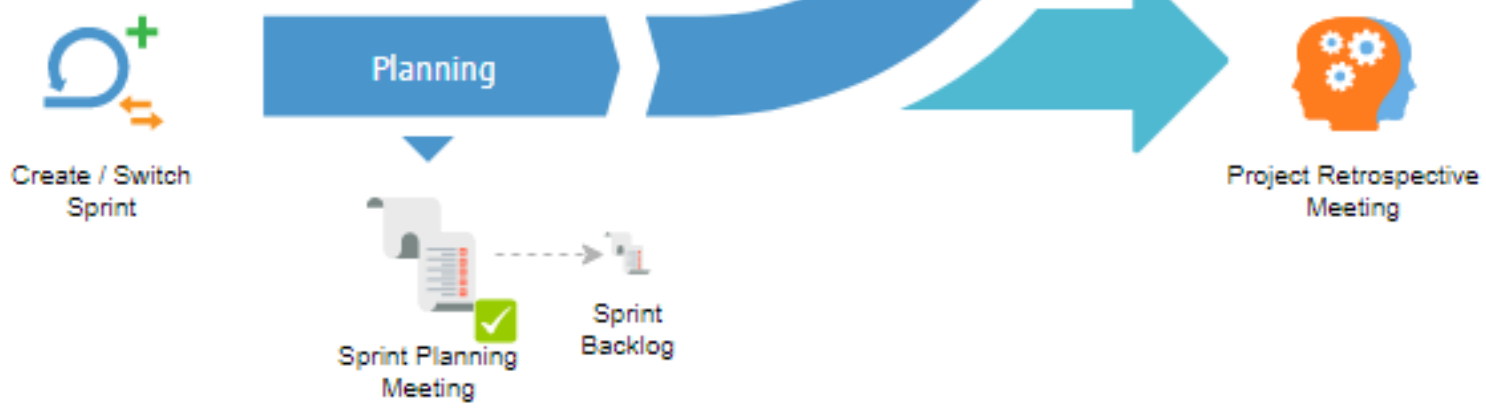 Planning
Create / Switch
Sprint
Project Retrospective
Meeting
Sprint Planning
Meeting
Sprint
Backlog